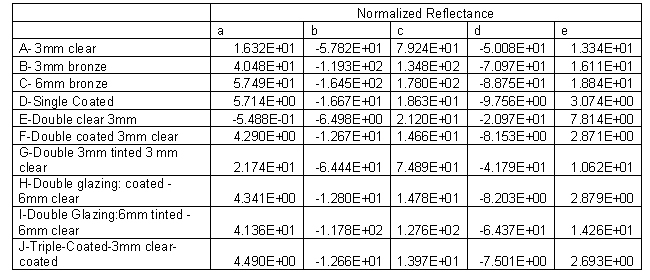 Normalized Reflectance
a b c d e
A- 3mm clear 1.632E+01 -5.782E+01 7.924E+01 -5.008E+01 1.334E+01
B- 3mm bronze 4.048E+01 -1.193E+02 1.348E+02 -7.097E+01 1.611E+01
C- 6mm bronze 5.749E+01 -1.645E+02 1.780E+02 -8.875E+01 1.884E+01
D-Single Coated 5.714E+00 -1.667E+01 1.863E+01 -9.756E+00 3.074E+00
E-Double clear 3mm -5.488E-01 -6.498E+00 2.120E+01 -2.097E+01 7.814E+00
F-Double coated 3mm clear 4.290E+00 -1.267E+01 1.466E+01 -8.153E+00 2.871E+00
G-Double 3mm tinted 3 mm
clear 2.174E+01 -6.444E+01 7.489E+01 -4.179E+01 1.062E+01
H-Double glazing: coated -
6mm clear 4.341E+00 -1.280E+01 1.478E+01 -8.203E+00 2.879E+00
I-Double Glazing:6mm tinted -
6mm clear 4.136E+01 -1.178E+02 1.276E+02 -6.437E+01 1.426E+01
J-Triple-Coated-3mm clear-
coated 4.490E+00 -1.266E+01 1.397E+01 -7.501E+00 2.693E+00